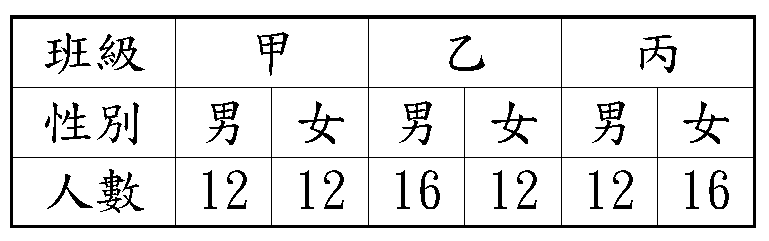 班級 甲 乙 丙
性別 男 女 男 女 男 女
人數 12 12 16 12 12 16